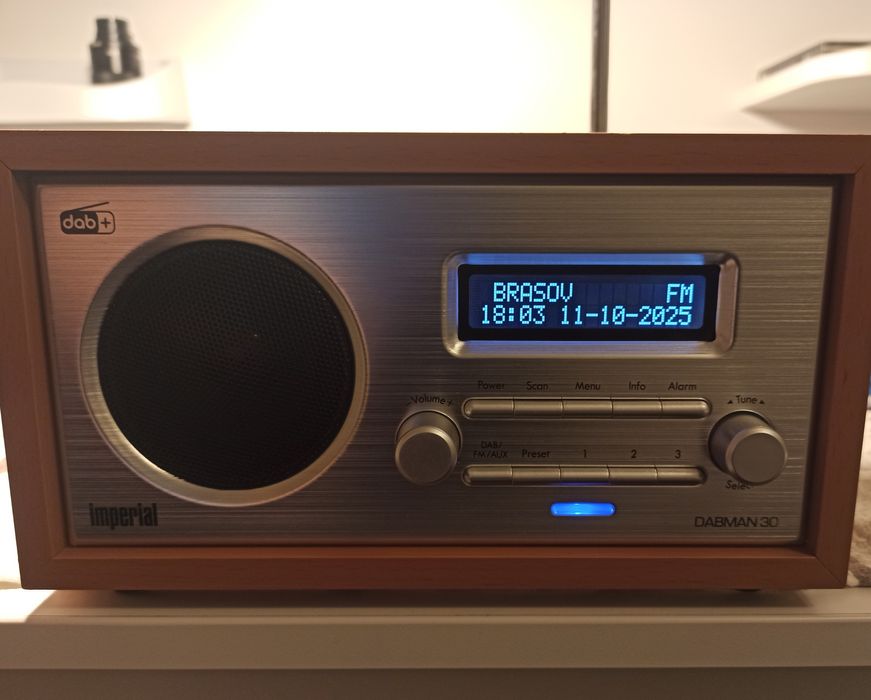 dab+
BRASOV FM
18:03 11-10-2025
Power Scan Menu Info Alarm
-Volume+
▲ Tune ▲
DAB/
FM/AUX Preset 1 2 3
Select
imperial
DABMAN 30